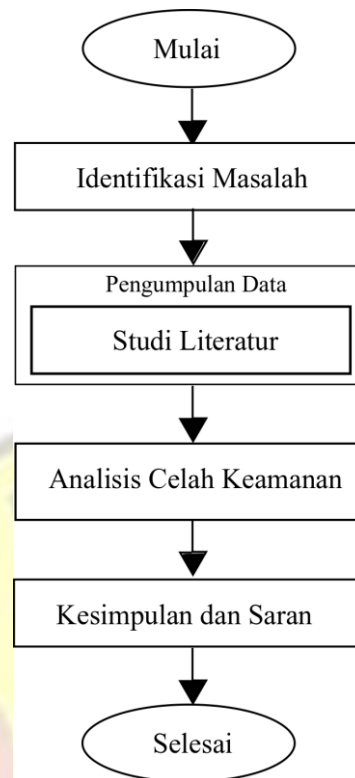 Mulai
Identifikasi Masalah
Pengumpulan Data
Studi Literatur
Analisis Celah Keamanan
Kesimpulan dan Saran
Selesai